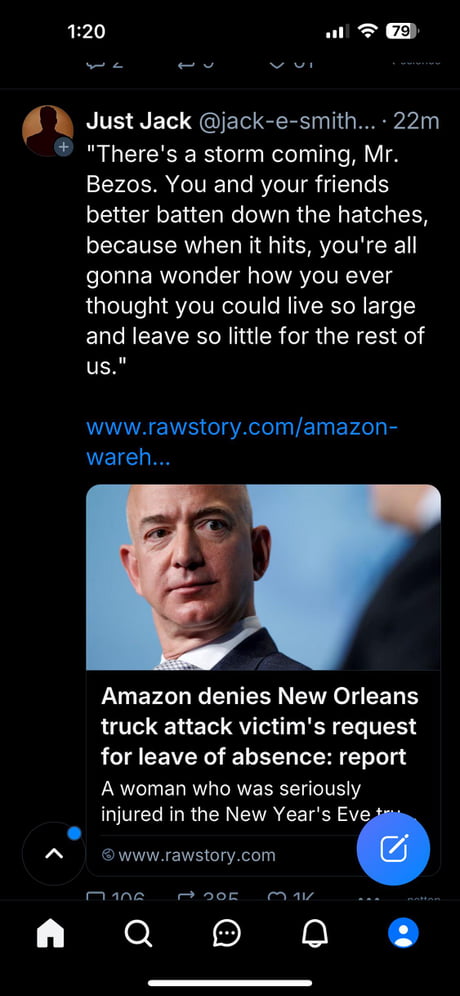 1:20
79
Just Jack @jack-e-smith... · 22m
"There's a storm coming, Mr.
Bezos. You and your friends
better batten down the hatches,
because when it hits, you're all
gonna wonder how you ever
thought you could live so large
and leave so little for the rest of
us."
www.rawstory.com/amazon-
wareh...
Amazon denies New Orleans
truck attack victim's request
for leave of absence: report
A woman who was seriously
injured in the New Year's Eve
www.rawstory.com
106 385 1K